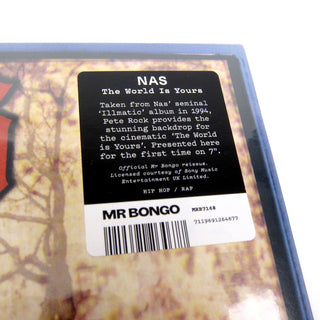 NAS
The World Is Yours
Taken from Nas' seminal
'Illmatic' album in 1994,
Pete Rock provides the
stunning backdrop for
the cinematic 'The World
is Yours'. Presented here
for the first time on 7".
Official Mr Bongo reissue.
Licensed courtesy of Sony Music
Entertainment UK Limited.
HIP HOP / RAP
MR BONGO
MRB7168
7119691264677